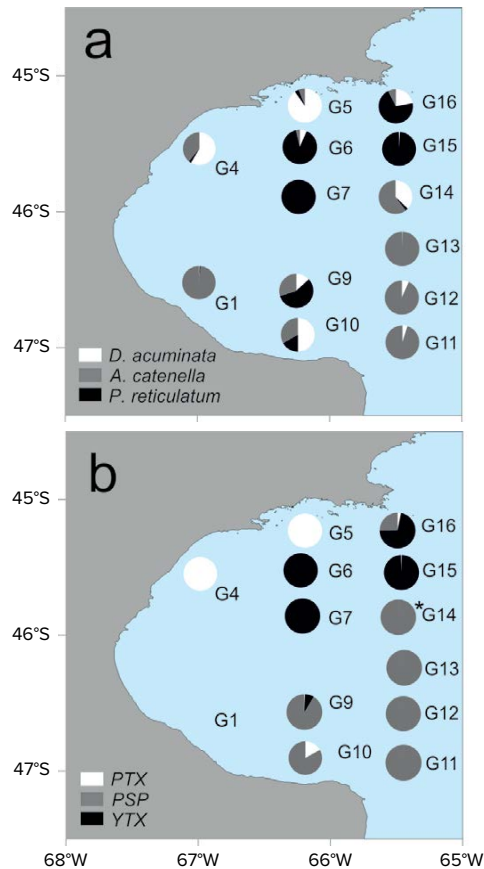 a
45°S
46°S
47°S
G5
G16
G4
G6
G15
G7
G14
G13
G1
G9
G12
G10
G11
D. acuminata
A. catenella
P. reticulatum
b
45°S
46°S
47°S
G5
G16
G4
G6
G15
G7
*G14
G13
G1
G9
G12
G10
G11
PTX
PSP
YTX
68°W 67°W 66°W 65°W